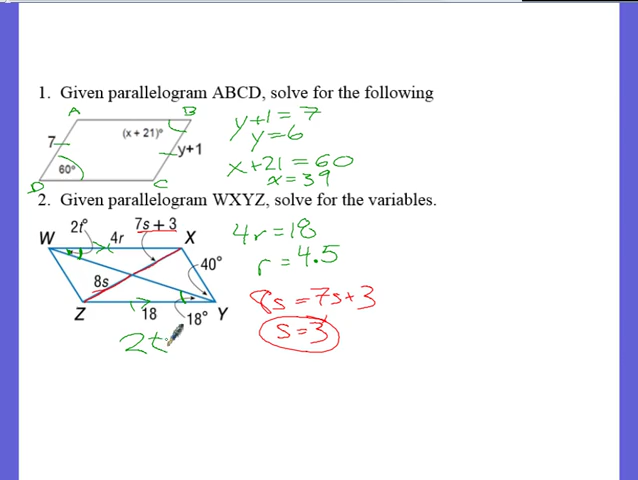 1. Given parallelogram ABCD, solve for the following
A
B
7
(x + 21)°
y+1
60°
D
C
y+1 = 7
y=6
x+21 = 60
x = 39
2. Given parallelogram WXYZ, solve for the variables.
W
2t°
4r
7s + 3
X
40°
8s
Z
18
18°
Y
4r = 18
r = 4.5
8s = 7s+3
s = 3
2t